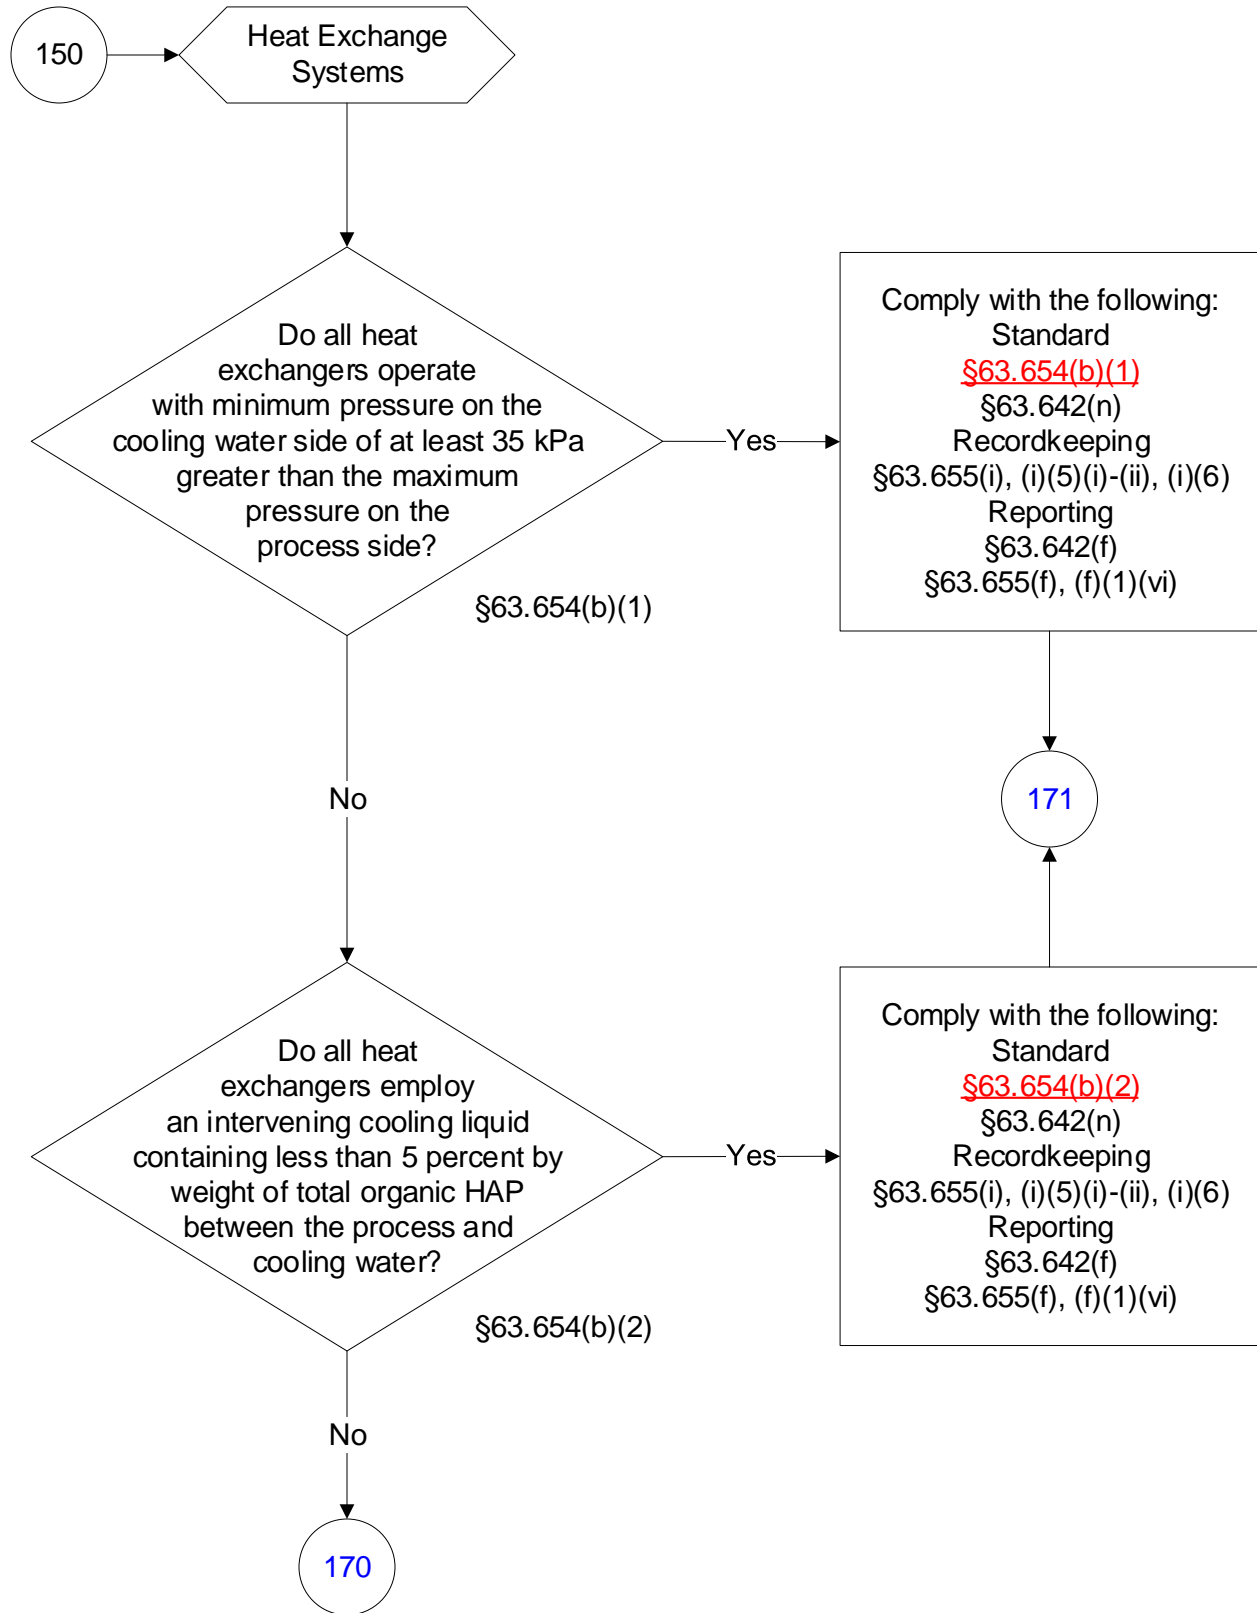 150
Heat Exchange
Systems
Do all heat
exchangers operate
with minimum pressure on the
cooling water side of at least 35 kPa
greater than the maximum
pressure on the
process side?
§63.654(b)(1)
Yes
Comply with the following:
Standard
§63.654(b)(1)
§63.642(n)
Recordkeeping
§63.655(i), (i)(5)(i)-(ii), (i)(6)
Reporting
§63.642(f)
§63.655(f), (f)(1)(vi)
No
171
Do all heat
exchangers employ
an intervening cooling liquid
containing less than 5 percent by
weight of total organic HAP
between the process and
cooling water?
§63.654(b)(2)
Yes
Comply with the following:
Standard
§63.654(b)(2)
§63.642(n)
Recordkeeping
§63.655(i), (i)(5)(i)-(ii), (i)(6)
Reporting
§63.642(f)
§63.655(f), (f)(1)(vi)
No
170